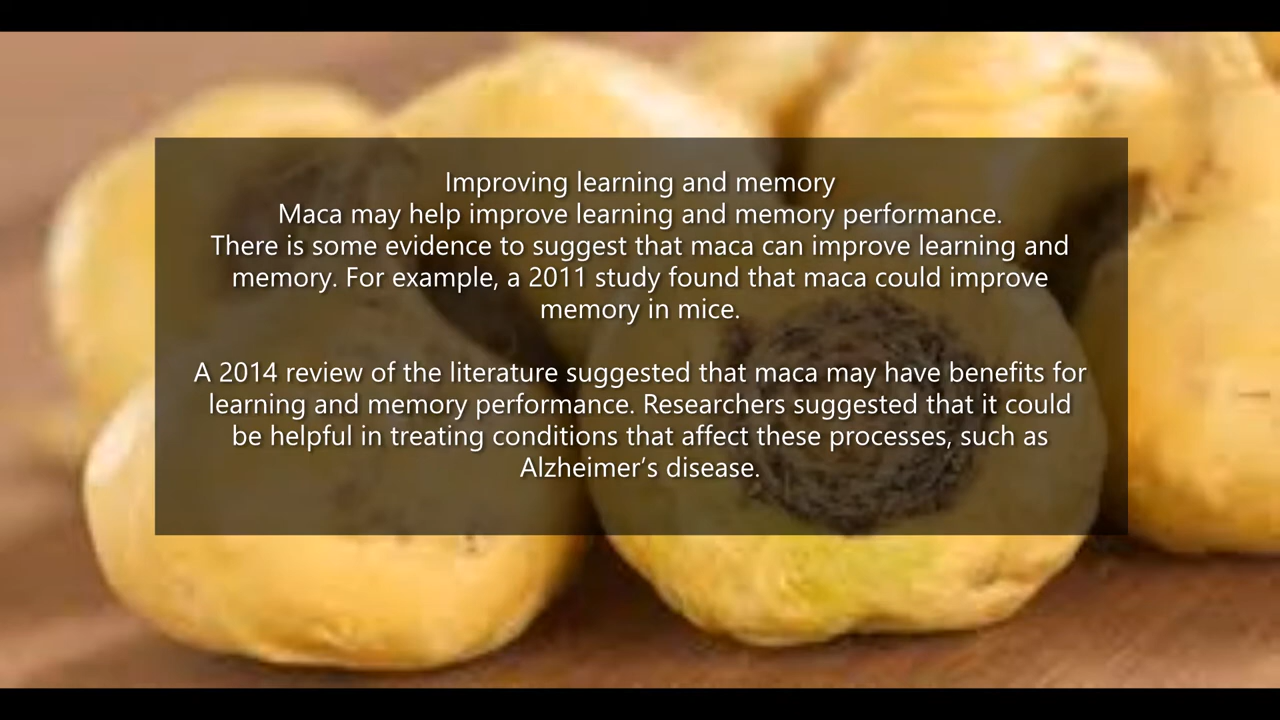 Improving learning and memory
Maca may help improve learning and memory performance.
There is some evidence to suggest that maca can improve learning and
memory. For example, a 2011 study found that maca could improve
memory in mice.
A 2014 review of the literature suggested that maca may have benefits for
learning and memory performance. Researchers suggested that it could
be helpful in treating conditions that affect these processes, such as
Alzheimer’s disease.